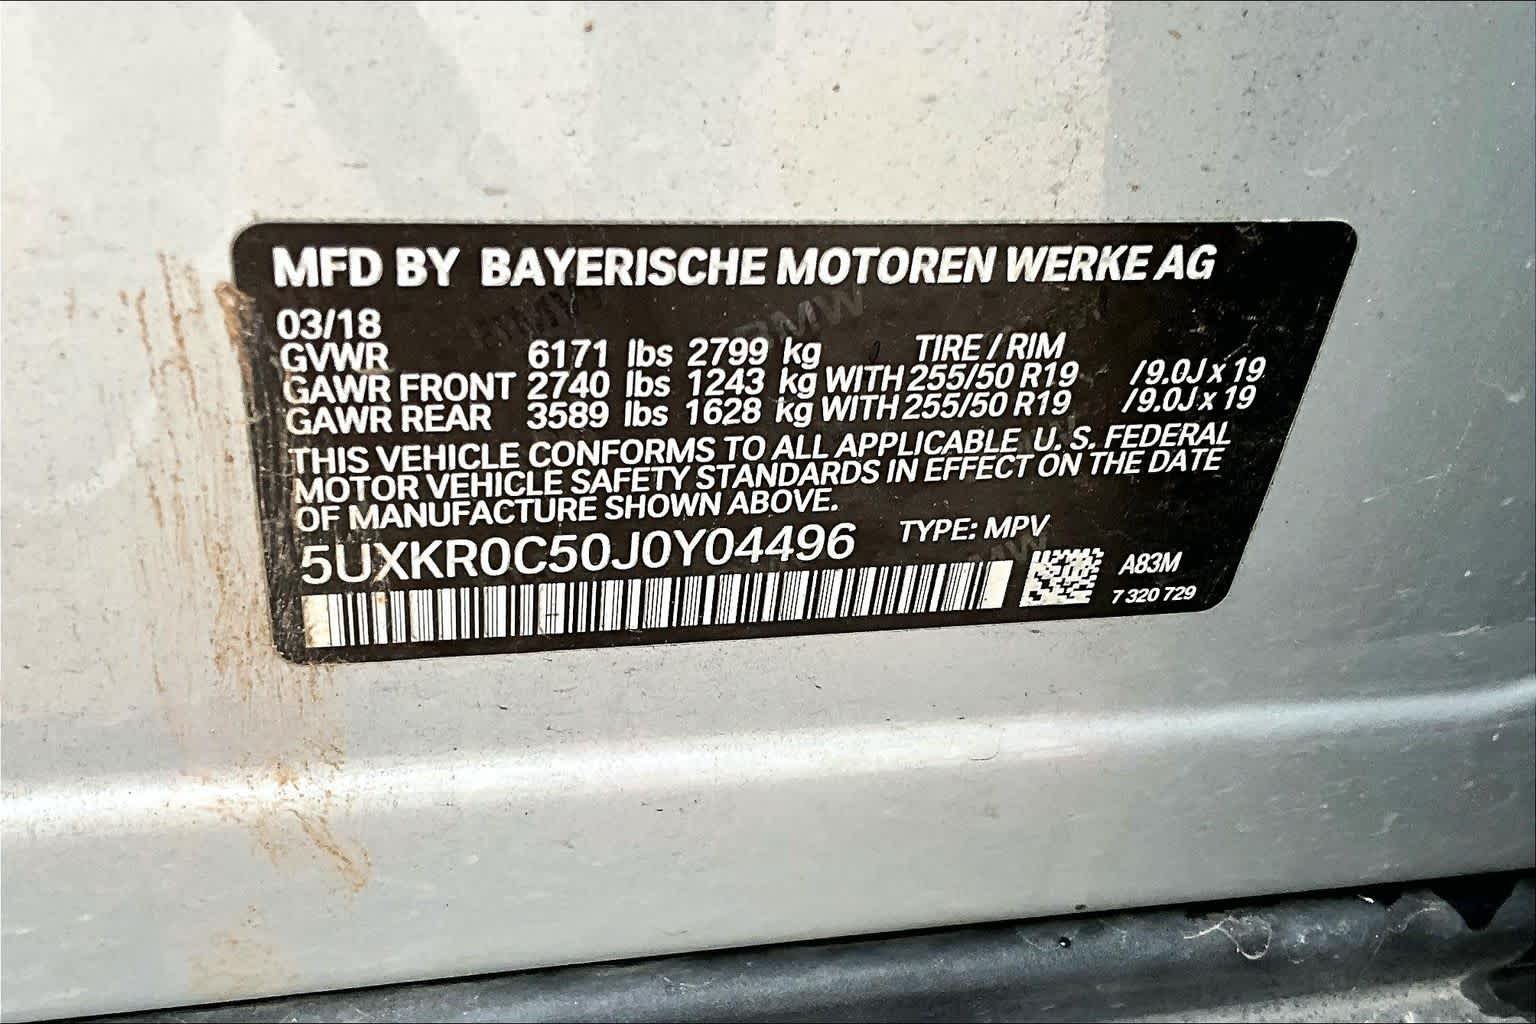 MFD BY BAYERISCHE MOTOREN WERKE AG
03/18
GVWR 6171 lbs 2799 kg TIRE / RIM
GAWR FRONT 2740 lbs 1243 kg WITH 255/50 R19 /9.0J x 19
GAWR REAR 3589 lbs 1628 kg WITH 255/50 R19 /9.0J x 19
THIS VEHICLE CONFORMS TO ALL APPLICABLE U. S. FEDERAL
MOTOR VEHICLE SAFETY STANDARDS IN EFFECT ON THE DATE
OF MANUFACTURE SHOWN ABOVE.
5UXKR0C50J0Y04496 TYPE: MPV
A83M
7 320 729
BMW